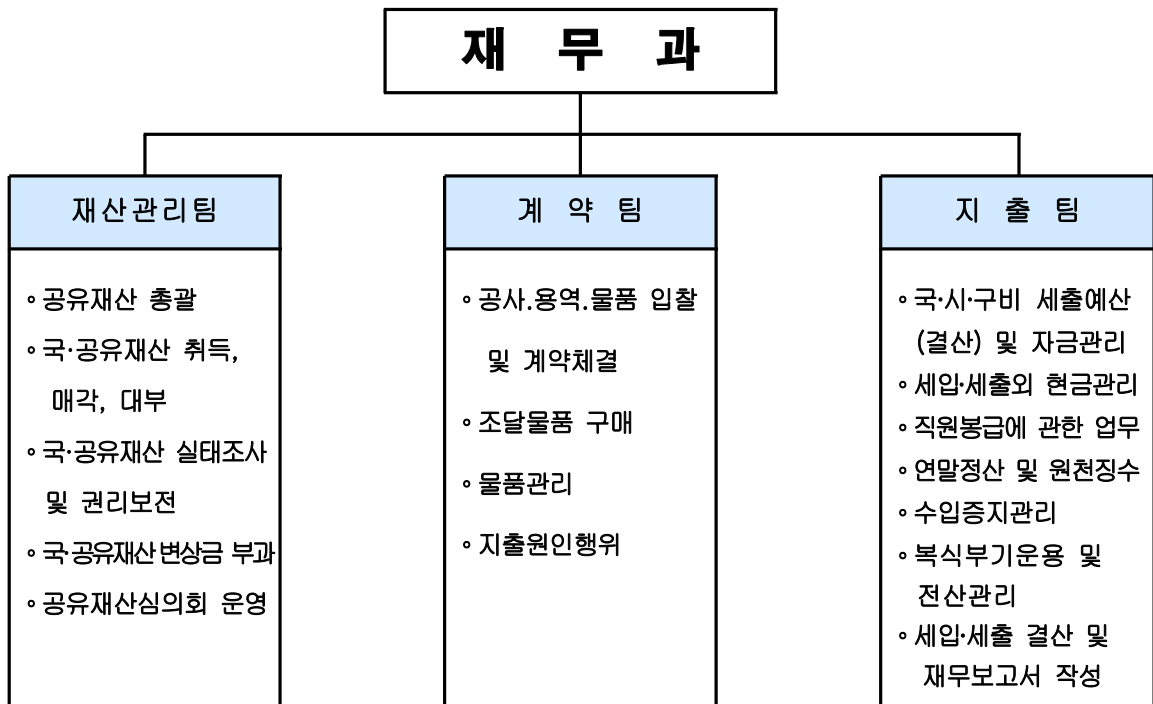 재 무 과
재산관리팀
◦공유재산 총괄
◦국·공유재산 취득,
매각, 대부
◦국·공유재산 실태조사
및 권리보전
◦국·공유재산 변상금 부과
◦공유재산심의회 운영
계 약 팀
◦공사.용역.물품 입찰
및 계약체결
◦조달물품 구매
◦물품관리
◦지출원인행위
지 출 팀
◦국·시·구비 세출예산
(결산) 및 자금관리
◦세입·세출외 현금관리
◦직원봉급에 관한 업무
◦연말정산 및 원천징수
◦수입증지관리
◦복식부기운용 및
전산관리
◦세입·세출 결산 및
재무보고서 작성